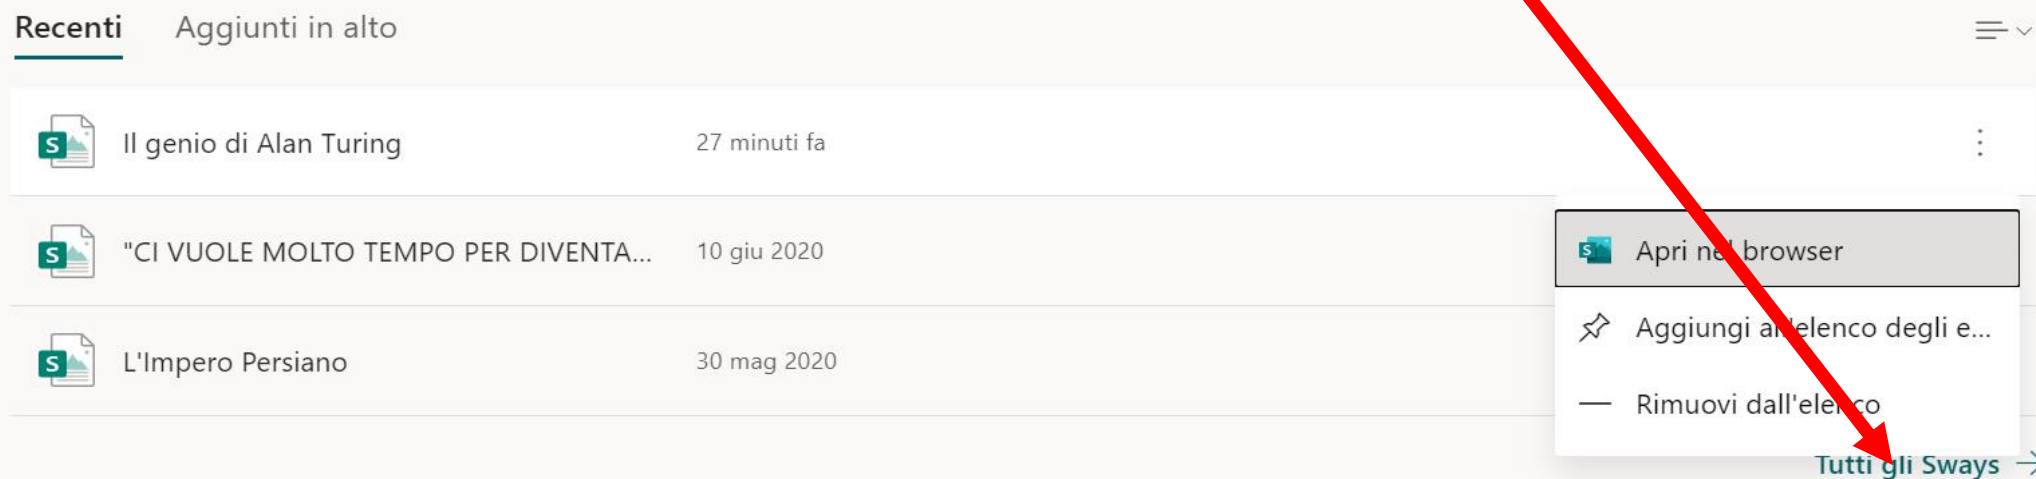 Recenti Aggiunti in alto
Il genio di Alan Turing 27 minuti fa
"CI VUOLE MOLTO TEMPO PER DIVENTA... 10 giu 2020
Apri nel browser
Aggiungi all'elenco degli e...
L'Impero Persiano 30 mag 2020
Rimuovi dall'elenco
Tutti gli Sways →